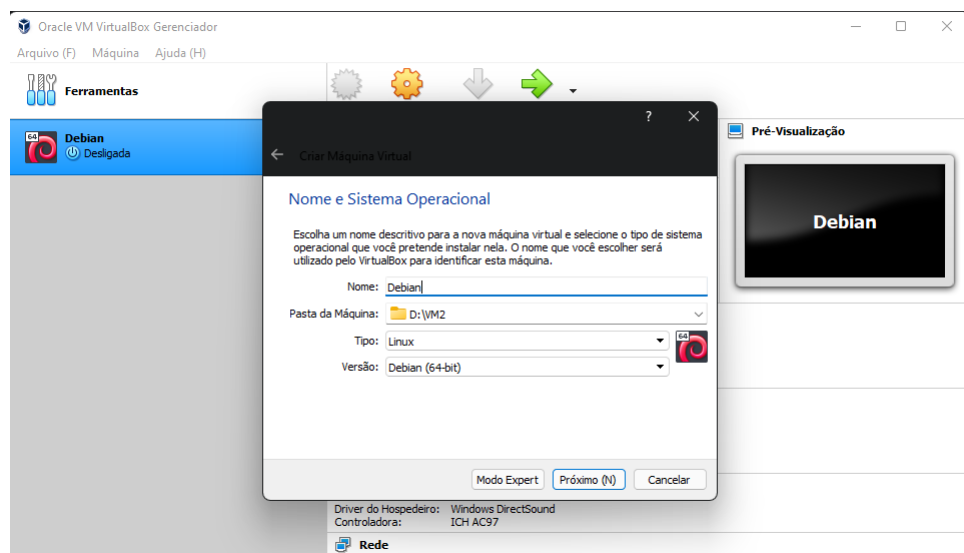 Oracle VM VirtualBox Gerenciador
Arquivo (F) Máquina Ajuda (H)
Ferramentas
64
Debian
Desligada
?
Criar Máquina Virtual
Nome e Sistema Operacional
Escolha um nome descritivo para a nova máquina virtual e selecione o tipo de sistema
operacional que você pretende instalar nela. O nome que você escolher será
utilizado pelo VirtualBox para identificar esta máquina.
Nome: Debian
Pasta da Máquina: D:\VM2
Tipo: Linux
64
Versão: Debian (64-bit)
Modo Expert Próximo (N) Cancelar
Pré-Visualização
Debian
Driver do Hospedeiro: Windows DirectSound
Controladora: ICH AC97
Rede